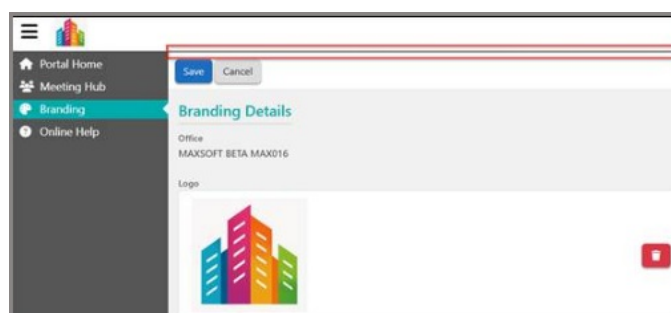 Portal Home
Meeting Hub
Branding
Online Help
Save Cancel
Branding Details
Office
MAXSOFT BETA MAX016
Logo